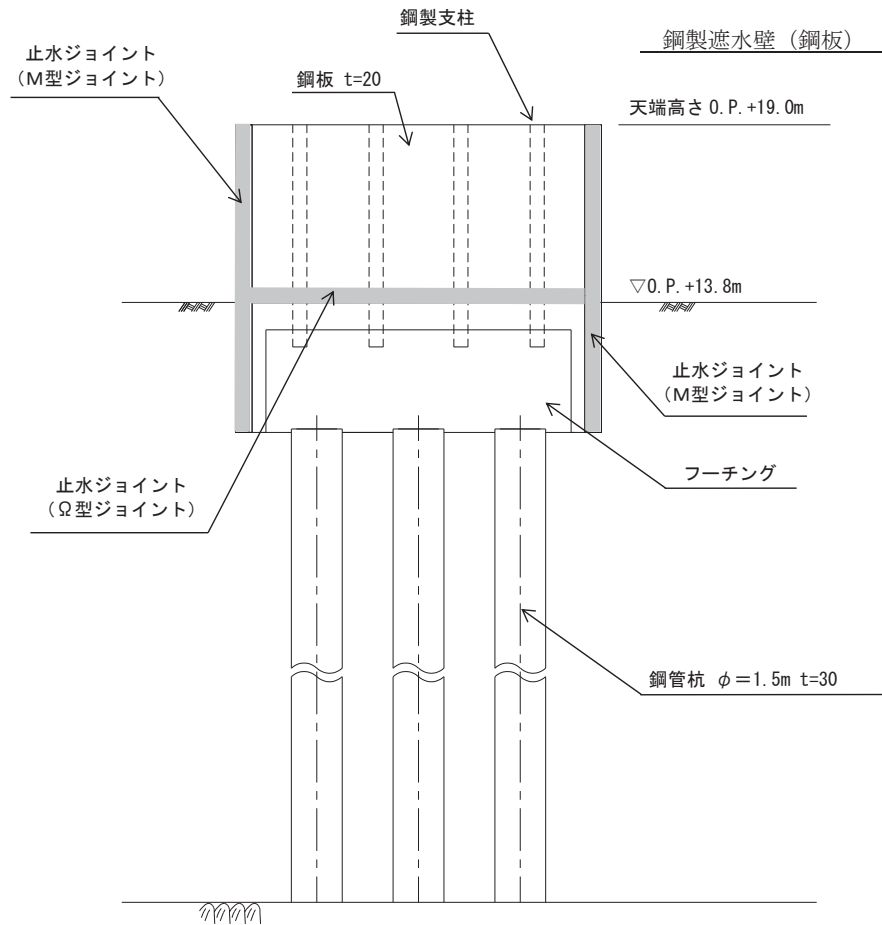 鋼製支柱
鋼製遮水壁（鋼板）
止水ジョイント
（M型ジョイント）
鋼板 t=20
天端高さ O.P.+19.0m
▽O.P.+13.8m
止水ジョイント
（M型ジョイント）
フーチング
止水ジョイント
（Ω型ジョイント）
鋼管杭 φ＝1.5m t=30